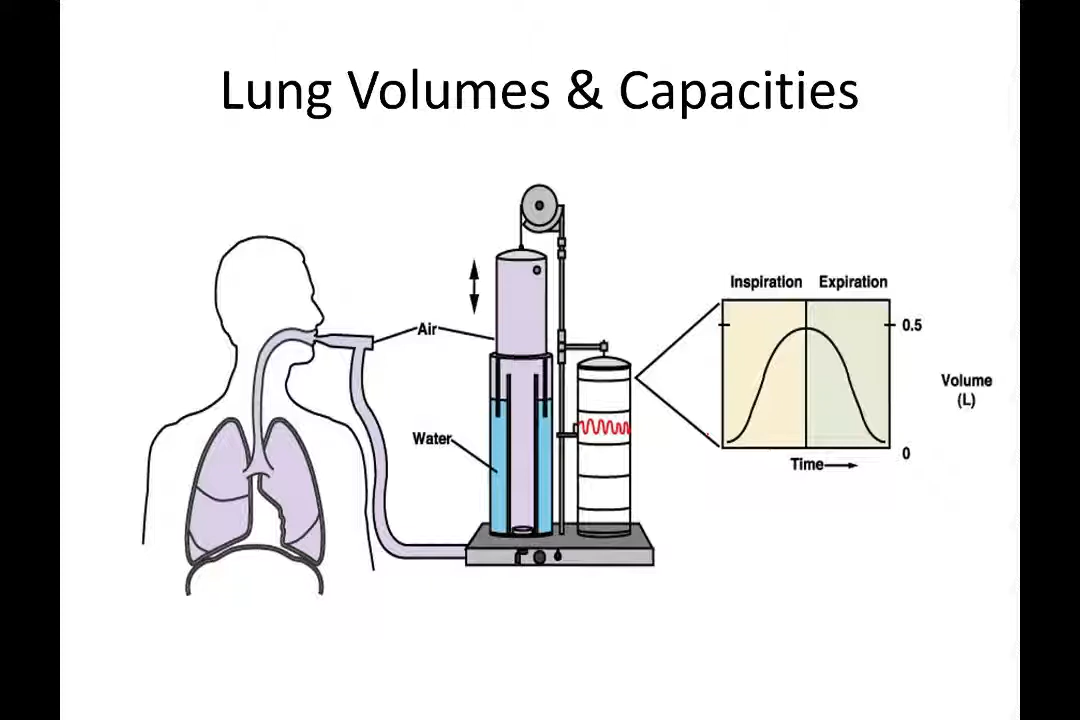 Lung Volumes & Capacities
Inspiration Expiration
0.5
Air
Volume
(L)
Water
0
Time